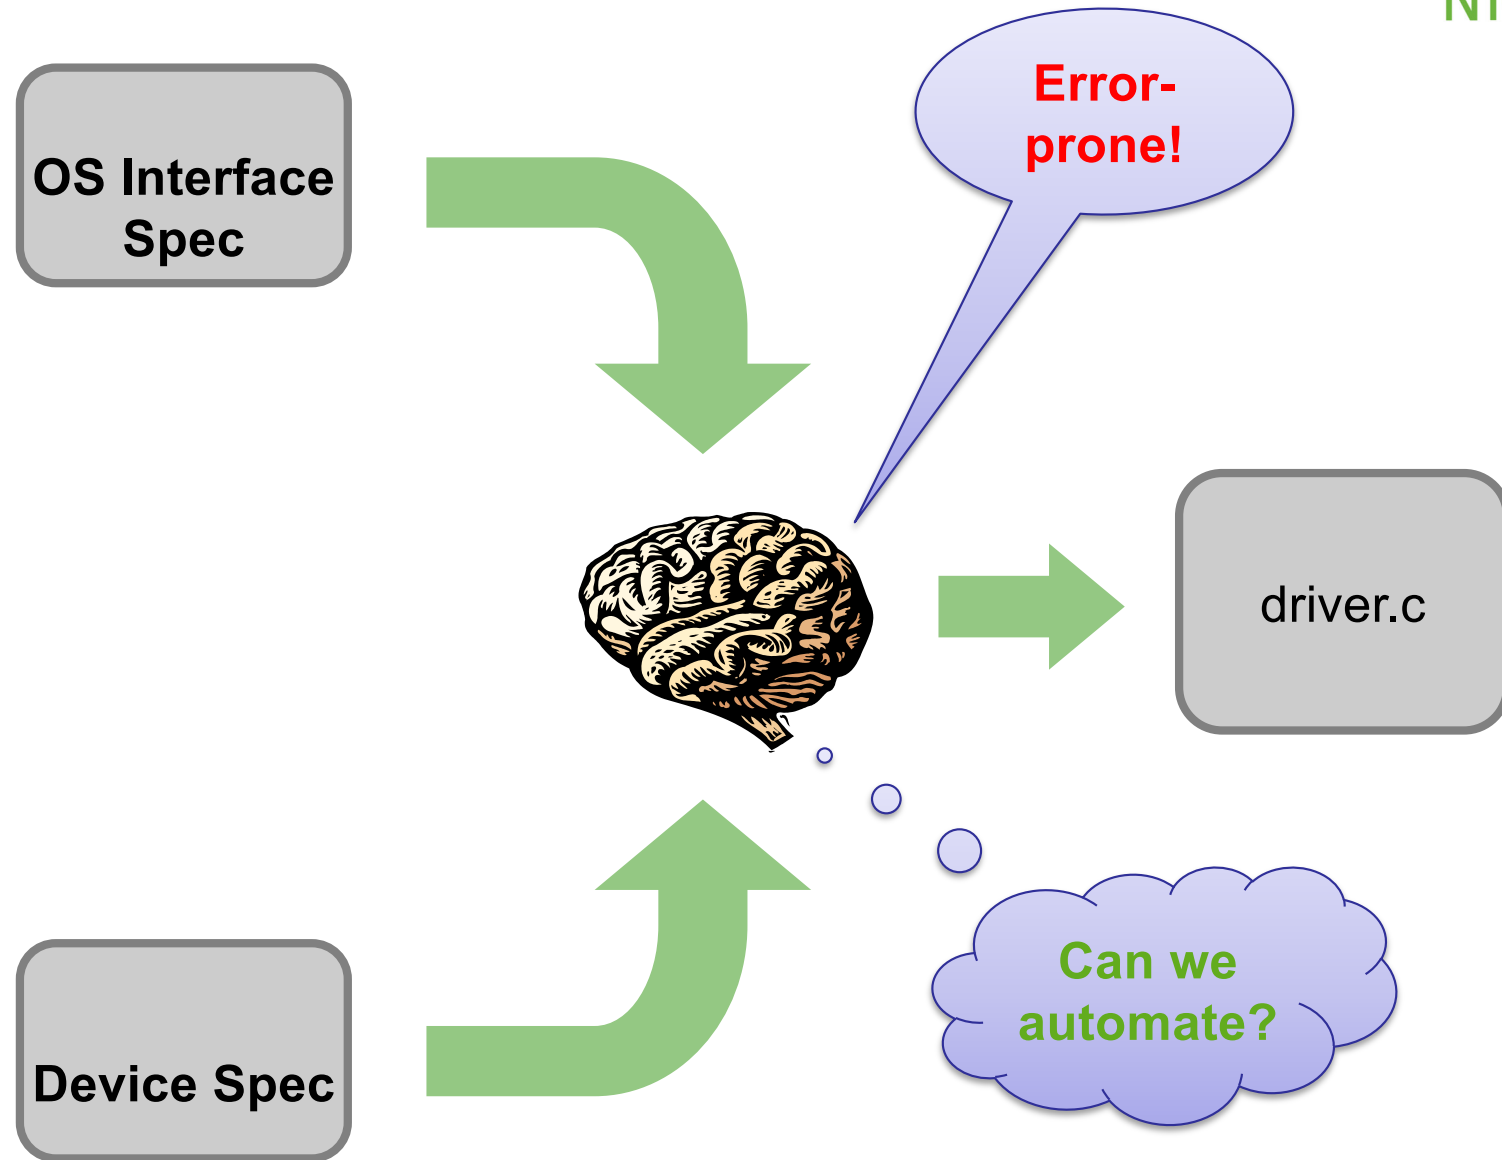 Error-
prone!
OS Interface
Spec
driver.c
Can we
automate?
Device Spec